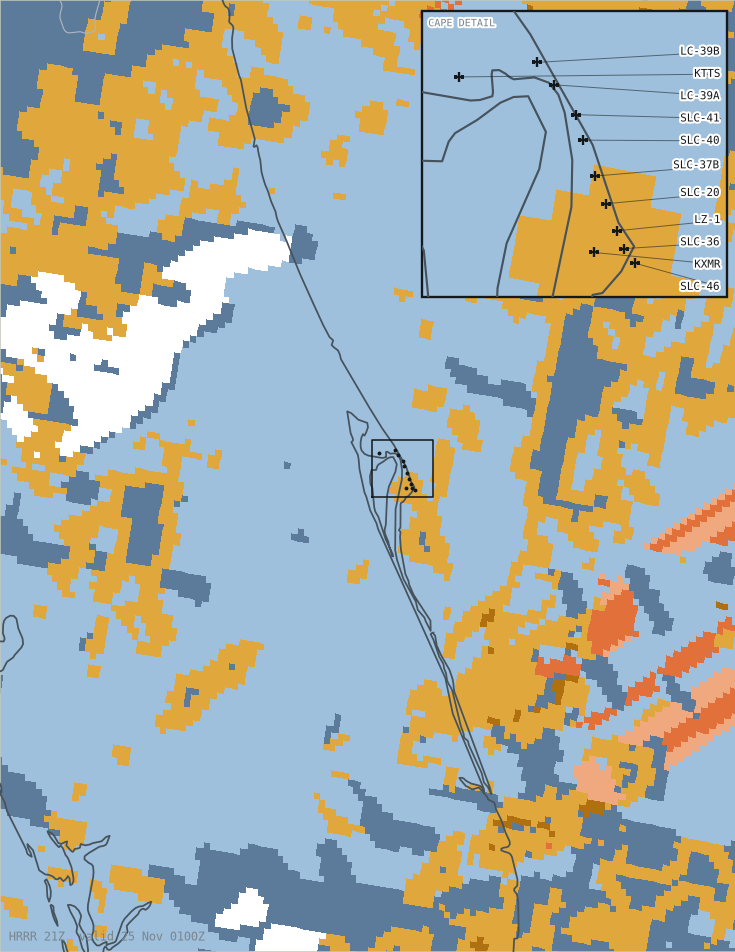 CAPE DETAIL
LC-39B
KTTS
LC-39A
SLC-41
SLC-40
SLC-37B
SLC-20
LZ-1
SLC-36
KXMR
SLC-46
HRRR 21Z valid 25 Nov 0100Z